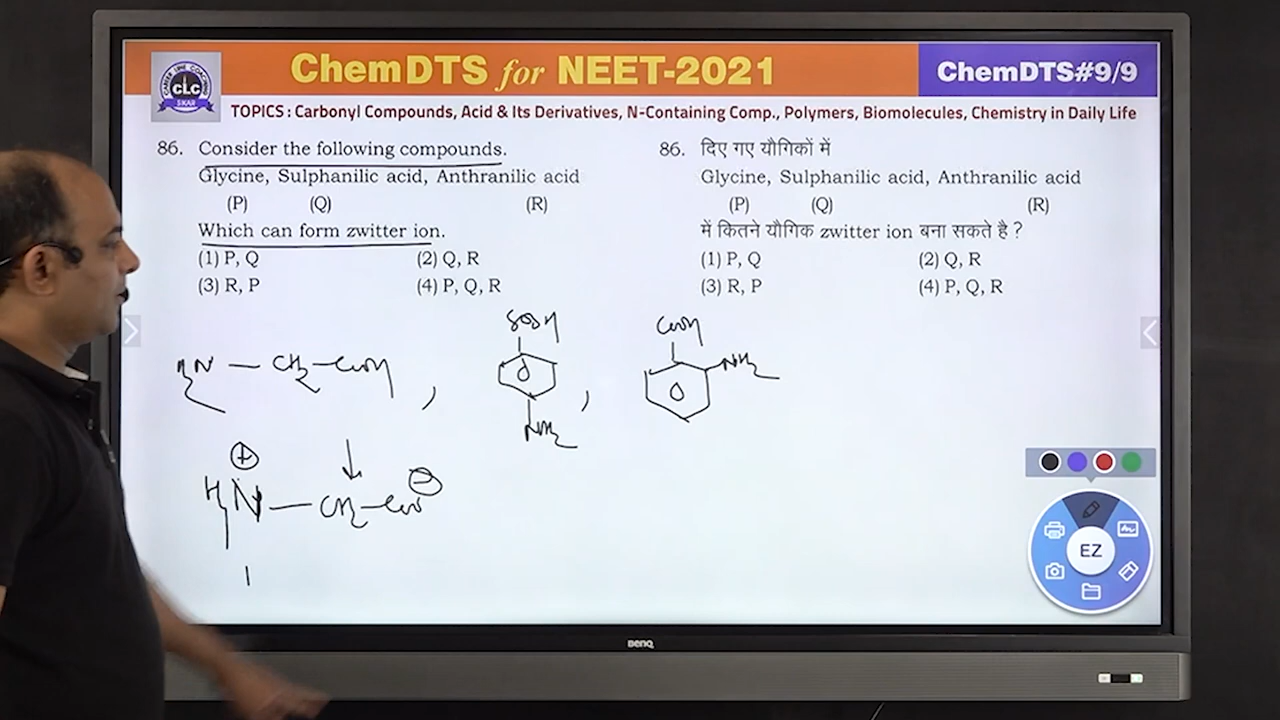 ChemDTS for NEET-2021
ChemDTS#9/9
CLC
SIKAR
TOPICS : Carbonyl Compounds, Acid & Its Derivatives, N-Containing Comp., Polymers, Biomolecules, Chemistry in Daily Life
86. Consider the following compounds.
Glycine, Sulphanilic acid, Anthranilic acid
(P) (Q) (R)
Which can form zwitter ion.
(1) P, Q (2) Q, R
(3) R, P (4) P, Q, R
86. दिए गए यौगिकों में
Glycine, Sulphanilic acid, Anthranilic acid
(P) (Q) (R)
में कितने यौगिक zwitter ion बना सकते है ?
(1) P, Q (2) Q, R
(3) R, P (4) P, Q, R
SO3H COOH
H2N — CH2 — COOH , , NH2
NH2
⊕ ⊖
H3N — CH2 — COO
EZ
BenQ